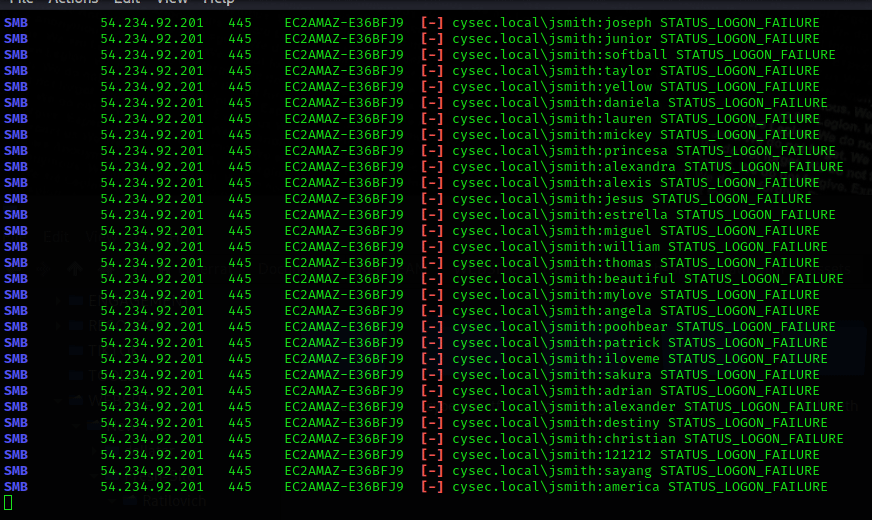 File Actions Edit View Help
SMB 54.234.92.201 445 EC2AMAZ-E36BFJ9 [-] cysec.local\jsmith:joseph STATUS_LOGON_FAILURE
SMB 54.234.92.201 445 EC2AMAZ-E36BFJ9 [-] cysec.local\jsmith:junior STATUS_LOGON_FAILURE
SMB 54.234.92.201 445 EC2AMAZ-E36BFJ9 [-] cysec.local\jsmith:softball STATUS_LOGON_FAILURE
SMB 54.234.92.201 445 EC2AMAZ-E36BFJ9 [-] cysec.local\jsmith:taylor STATUS_LOGON_FAILURE
SMB 54.234.92.201 445 EC2AMAZ-E36BFJ9 [-] cysec.local\jsmith:yellow STATUS_LOGON_FAILURE
SMB 54.234.92.201 445 EC2AMAZ-E36BFJ9 [-] cysec.local\jsmith:daniela STATUS_LOGON_FAILURE
SMB 54.234.92.201 445 EC2AMAZ-E36BFJ9 [-] cysec.local\jsmith:lauren STATUS_LOGON_FAILURE
SMB 54.234.92.201 445 EC2AMAZ-E36BFJ9 [-] cysec.local\jsmith:mickey STATUS_LOGON_FAILURE
SMB 54.234.92.201 445 EC2AMAZ-E36BFJ9 [-] cysec.local\jsmith:princesa STATUS_LOGON_FAILURE
SMB 54.234.92.201 445 EC2AMAZ-E36BFJ9 [-] cysec.local\jsmith:alexandra STATUS_LOGON_FAILURE
SMB 54.234.92.201 445 EC2AMAZ-E36BFJ9 [-] cysec.local\jsmith:alexis STATUS_LOGON_FAILURE
SMB 54.234.92.201 445 EC2AMAZ-E36BFJ9 [-] cysec.local\jsmith:jesus STATUS_LOGON_FAILURE
SMB 54.234.92.201 445 EC2AMAZ-E36BFJ9 [-] cysec.local\jsmith:estrella STATUS_LOGON_FAILURE
SMB 54.234.92.201 445 EC2AMAZ-E36BFJ9 [-] cysec.local\jsmith:miguel STATUS_LOGON_FAILURE
SMB 54.234.92.201 445 EC2AMAZ-E36BFJ9 [-] cysec.local\jsmith:william STATUS_LOGON_FAILURE
SMB 54.234.92.201 445 EC2AMAZ-E36BFJ9 [-] cysec.local\jsmith:thomas STATUS_LOGON_FAILURE
SMB 54.234.92.201 445 EC2AMAZ-E36BFJ9 [-] cysec.local\jsmith:beautiful STATUS_LOGON_FAILURE
SMB 54.234.92.201 445 EC2AMAZ-E36BFJ9 [-] cysec.local\jsmith:mylove STATUS_LOGON_FAILURE
SMB 54.234.92.201 445 EC2AMAZ-E36BFJ9 [-] cysec.local\jsmith:angela STATUS_LOGON_FAILURE
SMB 54.234.92.201 445 EC2AMAZ-E36BFJ9 [-] cysec.local\jsmith:poohbear STATUS_LOGON_FAILURE
SMB 54.234.92.201 445 EC2AMAZ-E36BFJ9 [-] cysec.local\jsmith:patrick STATUS_LOGON_FAILURE
SMB 54.234.92.201 445 EC2AMAZ-E36BFJ9 [-] cysec.local\jsmith:iloveme STATUS_LOGON_FAILURE
SMB 54.234.92.201 445 EC2AMAZ-E36BFJ9 [-] cysec.local\jsmith:sakura STATUS_LOGON_FAILURE
SMB 54.234.92.201 445 EC2AMAZ-E36BFJ9 [-] cysec.local\jsmith:adrian STATUS_LOGON_FAILURE
SMB 54.234.92.201 445 EC2AMAZ-E36BFJ9 [-] cysec.local\jsmith:alexander STATUS_LOGON_FAILURE
SMB 54.234.92.201 445 EC2AMAZ-E36BFJ9 [-] cysec.local\jsmith:destiny STATUS_LOGON_FAILURE
SMB 54.234.92.201 445 EC2AMAZ-E36BFJ9 [-] cysec.local\jsmith:christian STATUS_LOGON_FAILURE
SMB 54.234.92.201 445 EC2AMAZ-E36BFJ9 [-] cysec.local\jsmith:121212 STATUS_LOGON_FAILURE
SMB 54.234.92.201 445 EC2AMAZ-E36BFJ9 [-] cysec.local\jsmith:sayang STATUS_LOGON_FAILURE
SMB 54.234.92.201 445 EC2AMAZ-E36BFJ9 [-] cysec.local\jsmith:america STATUS_LOGON_FAILURE